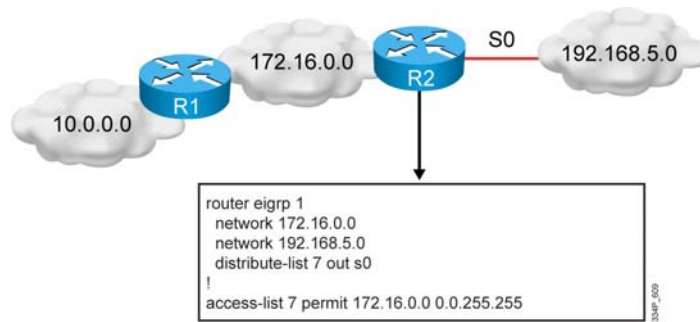 S0
172.16.0.0
192.168.5.0
R2
R1
10.0.0.0
router eigrp 1
network 172.16.0.0
network 192.168.5.0
distribute-list 7 out s0
!
access-list 7 permit 172.16.0.0 0.0.255.255
334P_609